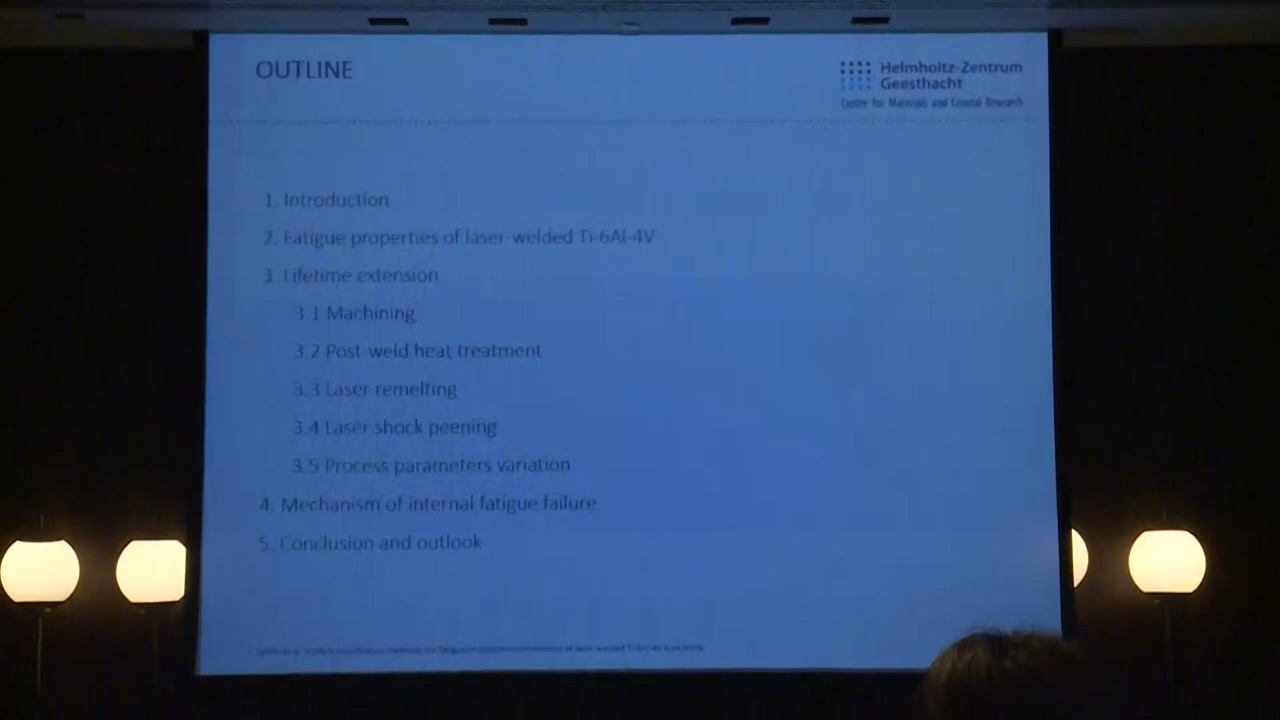 OUTLINE
Helmholtz-Zentrum
Geesthacht
Centre for Materials and Coastal Research
1. Introduction
2. Fatigue properties of laser-welded Ti-6Al-4V
3 Lifetime extension
3.1 Machining
3.2 Post-weld heat treatment
3.3 Laser remelting
3.4 Laser shock peening
3.5 Process parameters variation
4. Mechanism of internal fatigue failure
5. Conclusion and outlook